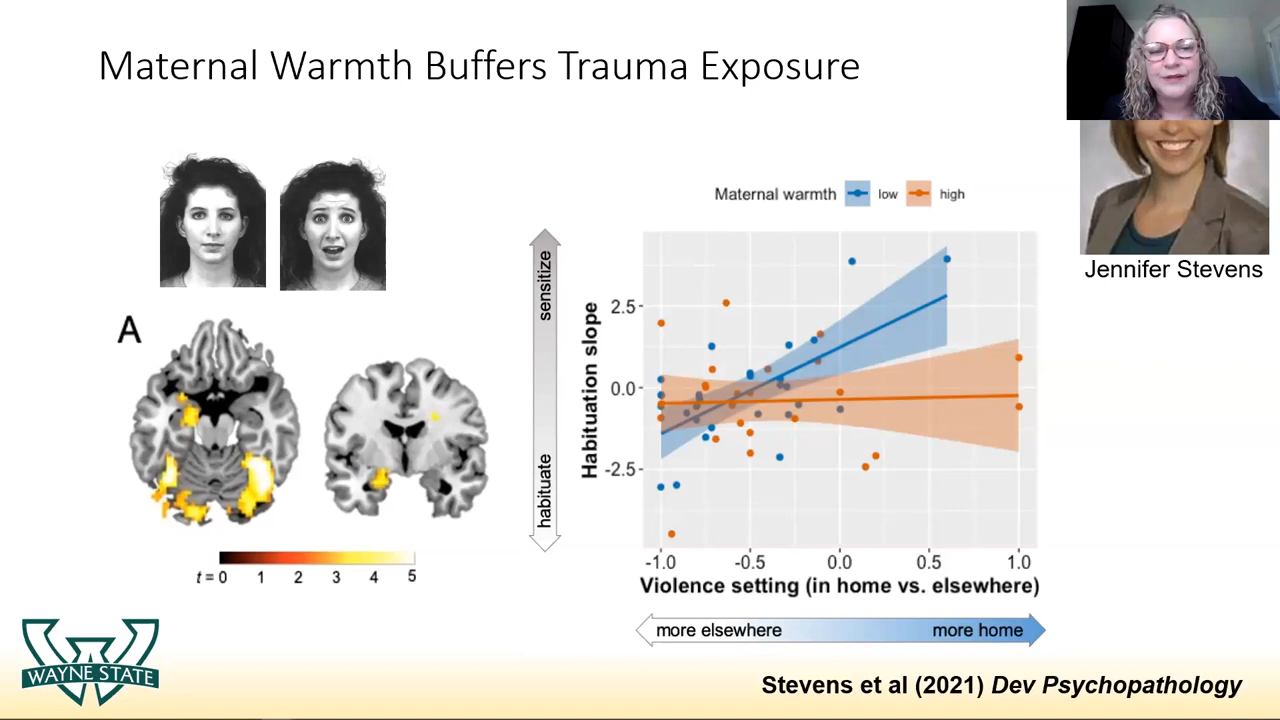 Maternal Warmth Buffers Trauma Exposure
Jennifer Stevens
A
t = 0 1 2 3 4 5
sensitize
habituate
Maternal warmth low high
Habituation slope
2.5
0.0
-2.5
-1.0 -0.5 0.0 0.5 1.0
Violence setting (in home vs. elsewhere)
more elsewhere more home
WAYNE STATE
Stevens et al (2021) Dev Psychopathology